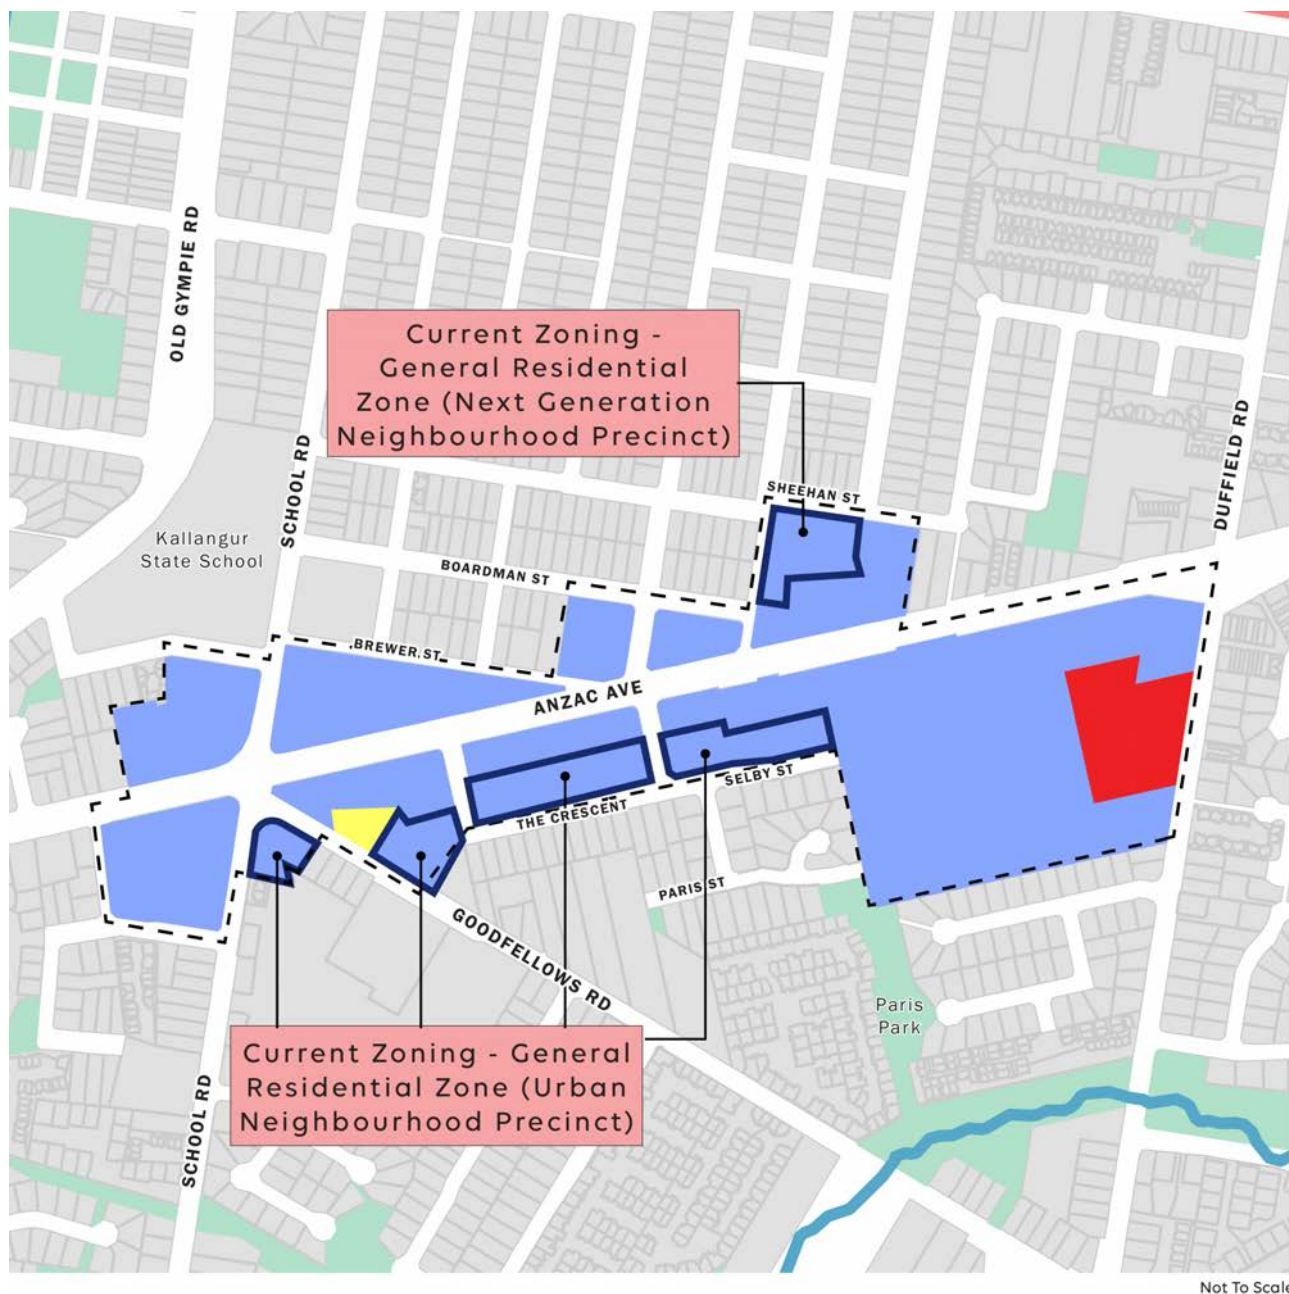 OLD GYMPIE RD
Current Zoning -
General Residential
Zone (Next Generation
Neighbourhood Precinct)
DUFFIELD RD
SCHOOL RD
SHEEHAN ST
Kallangur
State School
BOARDMAN ST
BREWER ST
ANZAC AVE
SELBY ST
THE CRESCENT
PARIS ST
GOODFELLOWS RD
Paris
Park
Current Zoning - General
Residential Zone (Urban
Neighbourhood Precinct)
SCHOOL RD
Not To Scale